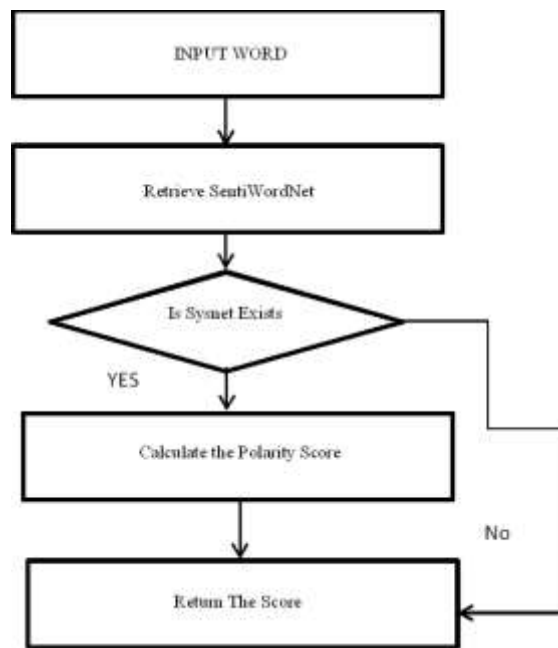 INPUT WORD
Retrieve SentiWordNet
Is Sysnet Exists
YES
Calculate the Polarity Score
No
Return The Score